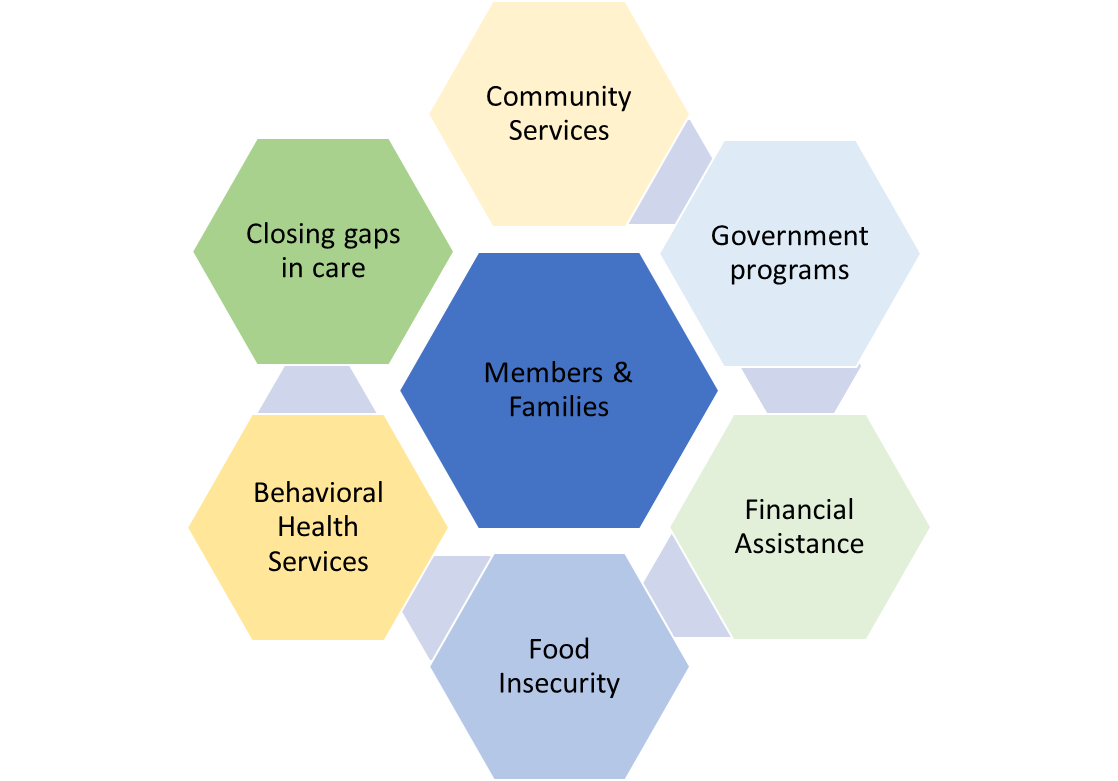 Community
Services
Government
programs
Closing gaps
in care
Members &
Families
Behavioral
Health
Services
Financial
Assistance
Food
Insecurity